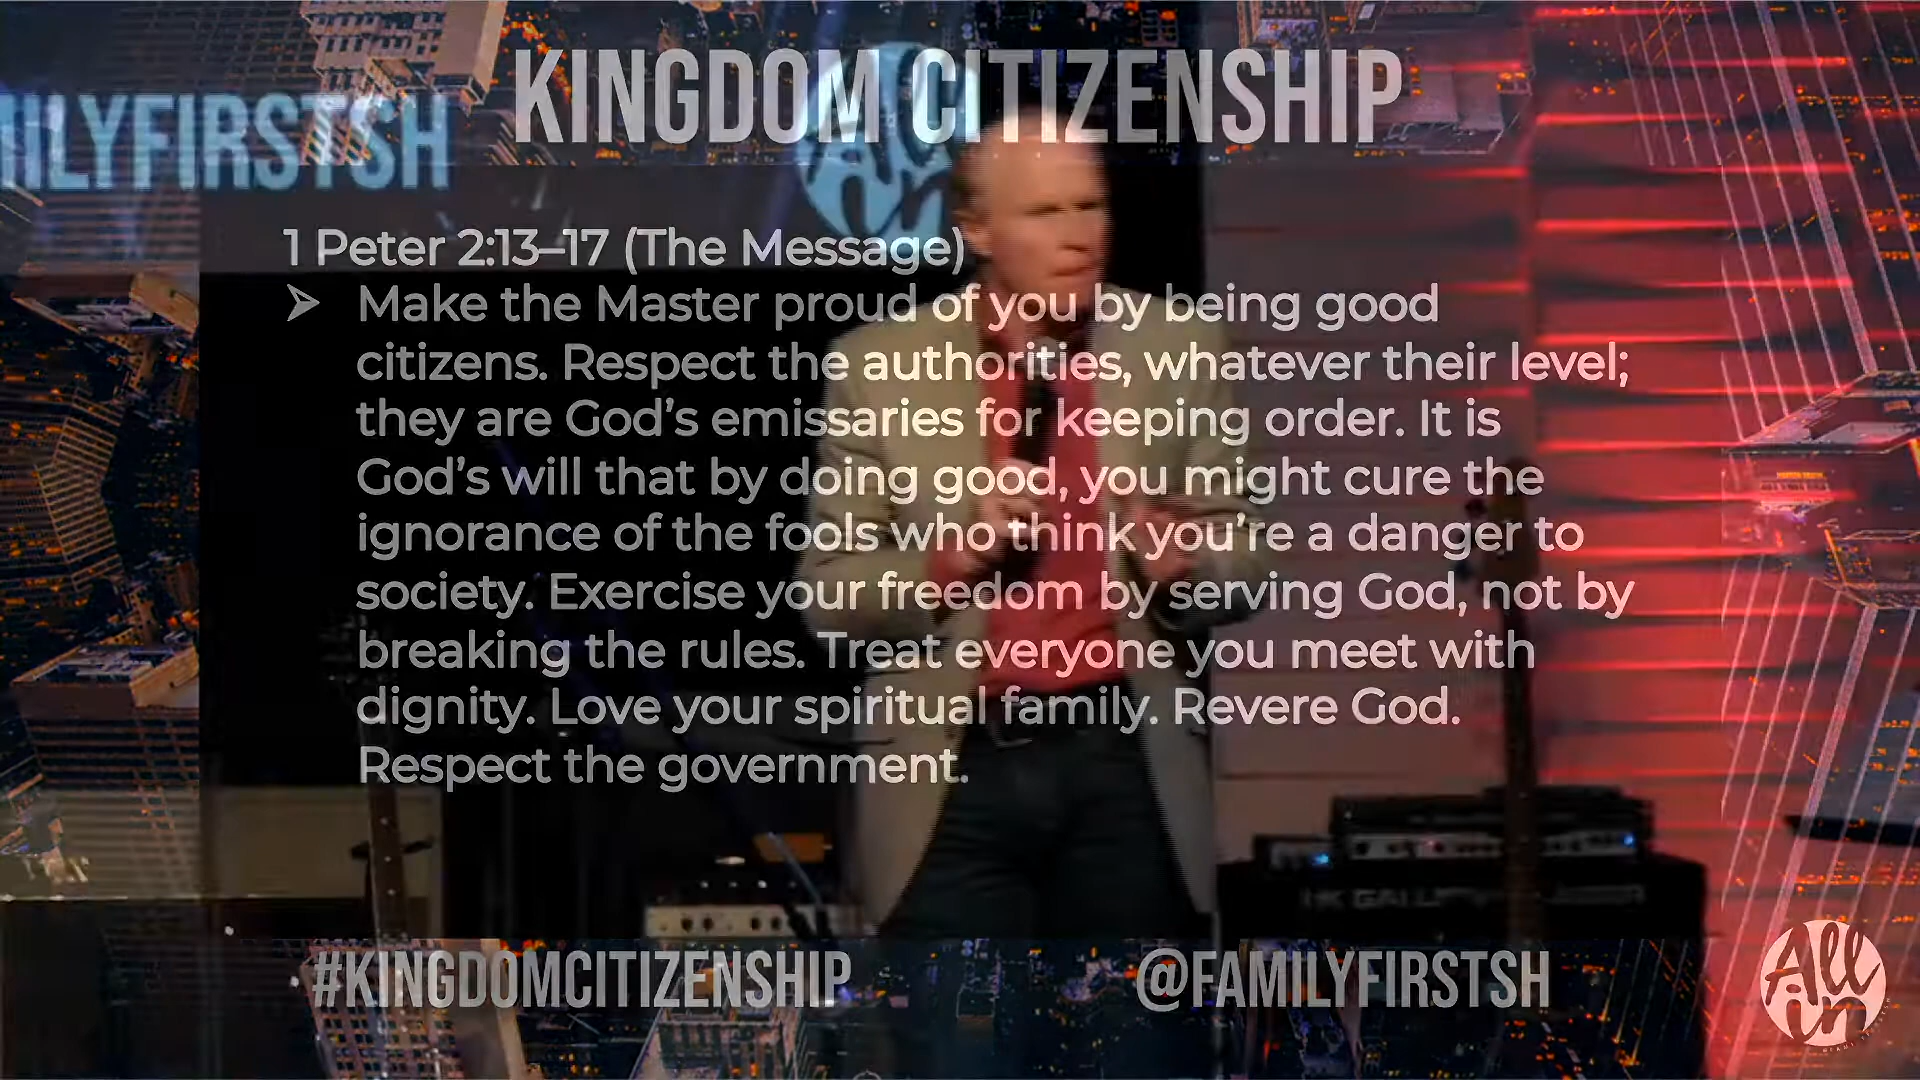 KINGDOM CITIZENSHIP
MILYFIRSTSH
1 Peter 2:13–17 (The Message)
➢ Make the Master proud of you by being good
citizens. Respect the authorities, whatever their level;
they are God’s emissaries for keeping order. It is
God’s will that by doing good, you might cure the
ignorance of the fools who think you’re a danger to
society. Exercise your freedom by serving God, not by
breaking the rules. Treat everyone you meet with
dignity. Love your spiritual family. Revere God.
Respect the government.
#KINGDOMCITIZENSHIP
@FAMILYFIRSTSH
All
in